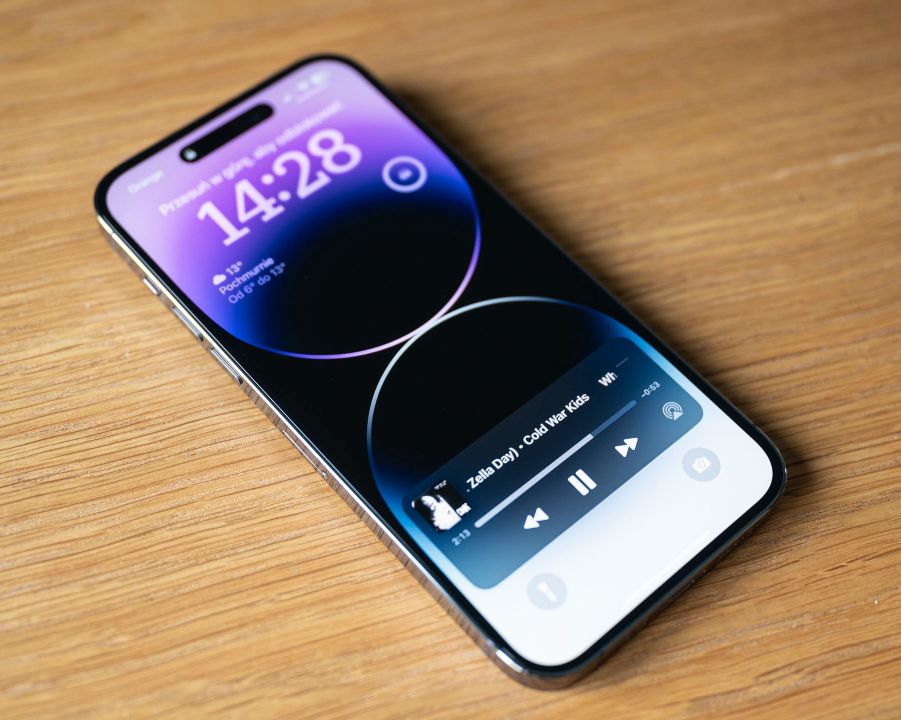 Orange
Przesuń w górę, aby odblokować
14:28
13°
Pochmurnie
Od 6° do 13°
. Zella Day) • Cold War Kids Wh
2:13
-0:53